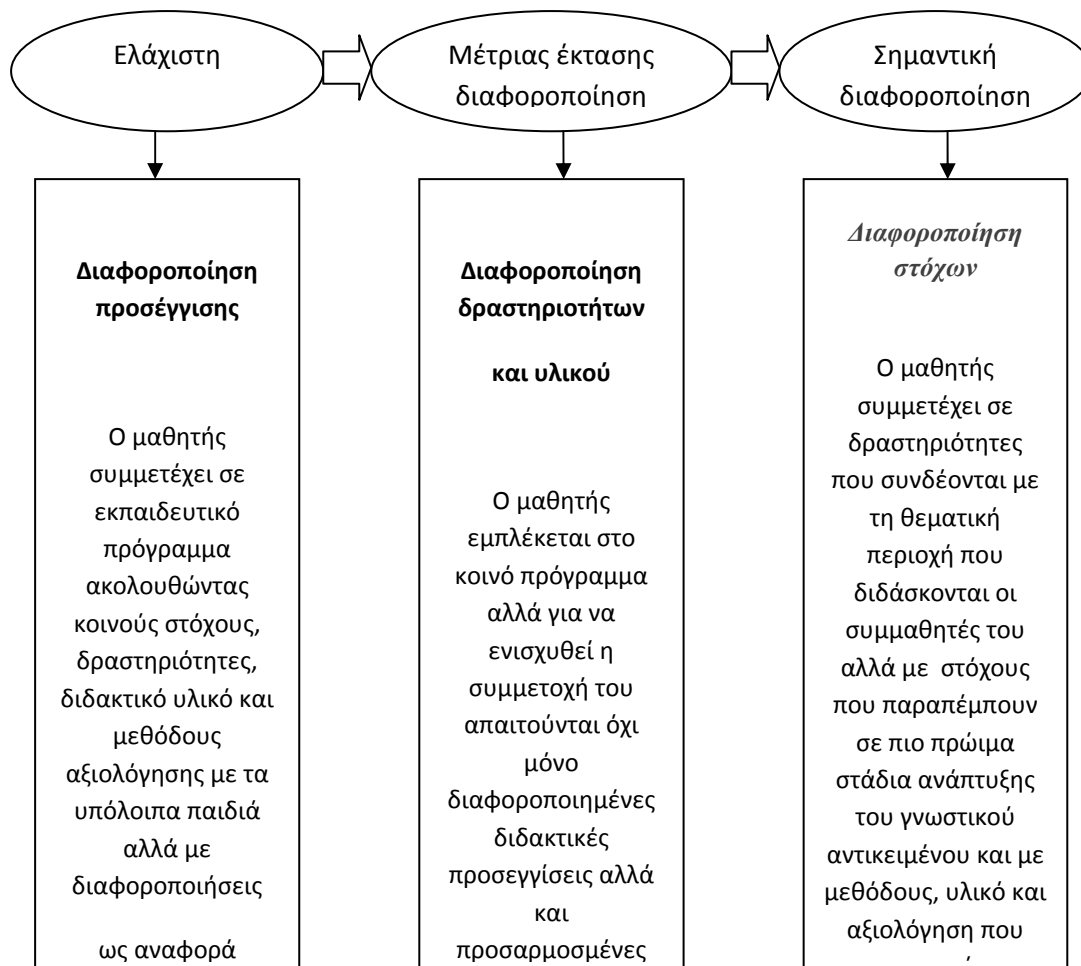 Ελάχιστη
Μέτριας έκτασης
διαφοροποίηση
Σημαντική
διαφοροποίηση
Διαφοροποίηση
προσέγγισης
Ο μαθητής
συμμετέχει σε
εκπαιδευτικό
πρόγραμμα
ακολουθώντας
κοινούς στόχους,
δραστηριότητες,
διδακτικό υλικό και
μεθόδους
αξιολόγησης με τα
υπόλοιπα παιδιά
αλλά με
διαφοροποιήσεις
ως αναφορά
Διαφοροποίηση
δραστηριοτήτων
και υλικού
Ο μαθητής
εμπλέκεται στο
κοινό πρόγραμμα
αλλά για να
ενισχυθεί η
συμμετοχή του
απαιτούνται όχι
μόνο
διαφοροποιημένες
διδακτικές
προσεγγίσεις αλλά
και
προσαρμοσμένες
Διαφοροποίηση
στόχων
Ο μαθητής
συμμετέχει σε
δραστηριότητες
που συνδέονται με
τη θεματική
περιοχή που
διδάσκονται οι
συμμαθητές του
αλλά με στόχους
που παραπέμπουν
σε πιο πρώιμα
στάδια ανάπτυξης
του γνωστικού
αντικειμένου και με
μεθόδους, υλικό και
αξιολόγηση που